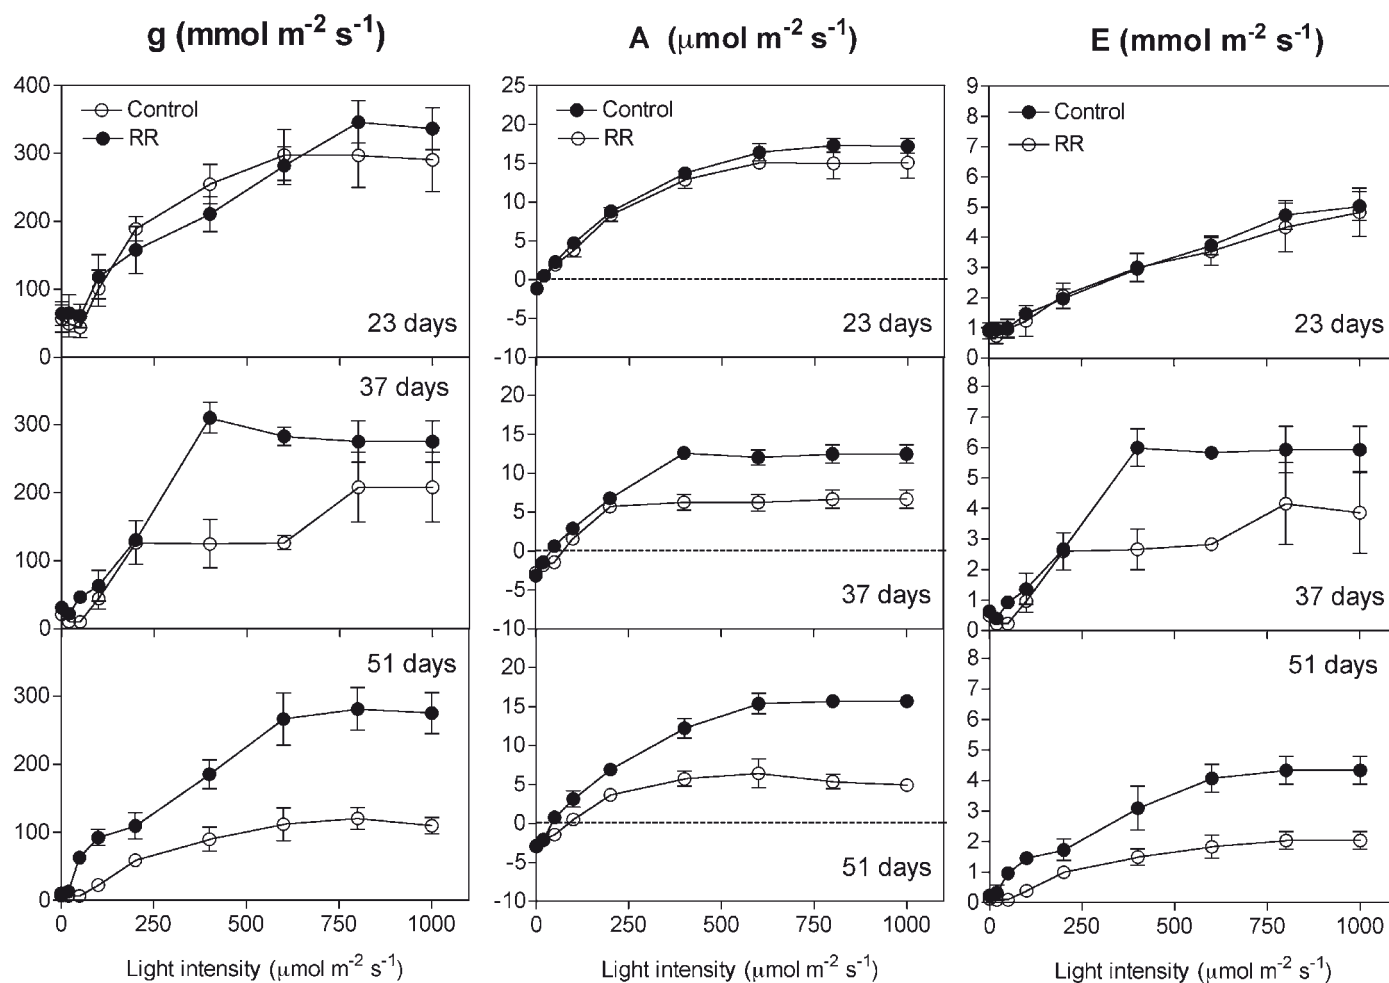 g (mmol m-2 s-1)
A (μmol m-2 s-1)
E (mmol m-2 s-1)
400
300
200
100
0
Control
RR
23 days
25
20
15
10
5
0
-5
-10
Control
RR
23 days
9
8
7
6
5
4
3
2
1
0
Control
RR
23 days
300
200
100
0
37 days
20
15
10
5
0
-5
-10
37 days
8
7
6
5
4
3
2
1
0
37 days
300
200
100
0
51 days
20
15
10
5
0
-5
-10
51 days
8
7
6
5
4
3
2
1
0
51 days
0 250 500 750 1000
0 250 500 750 1000
0 250 500 750 1000
Light intensity (μmol m-2 s-1)
Light intensity (μmol m-2 s-1)
Light intensity (μmol m-2 s-1)